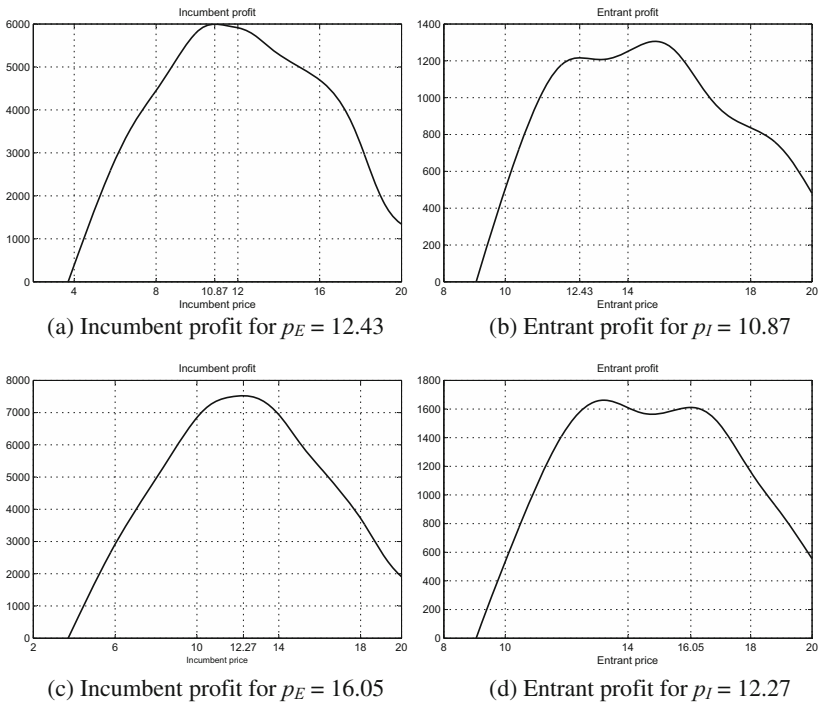 Incumbent profit
6000
5000
4000
3000
2000
1000
0
4 8 10.87 12 16 20
Incumbent price
(a) Incumbent profit for pE = 12.43
Entrant profit
1400
1200
1000
800
600
400
200
0
8 10 12.43 14 18 20
Entrant price
(b) Entrant profit for pI = 10.87
Incumbent profit
8000
7000
6000
5000
4000
3000
2000
1000
0
2 6 10 12.27 14 18 20
Incumbent price
(c) Incumbent profit for pE = 16.05
Entrant profit
1800
1600
1400
1200
1000
800
600
400
200
0
8 10 14 16.05 18 20
Entrant price
(d) Entrant profit for pI = 12.27